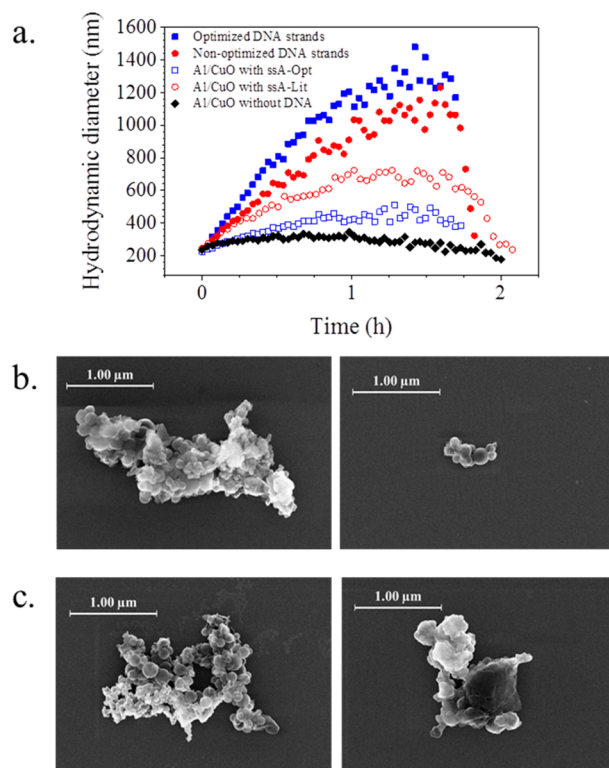 a.
Hydrodynamic diameter (nm)
1600
1400
1200
1000
800
600
400
200
Optimized DNA strands
Non-optimized DNA strands
Al/CuO with ssA-Opt
Al/CuO with ssA-Lit
Al/CuO without DNA
0
1
2
Time (h)
b.
1.00 µm
1.00 µm
c.
1.00 µm
1.00 µm